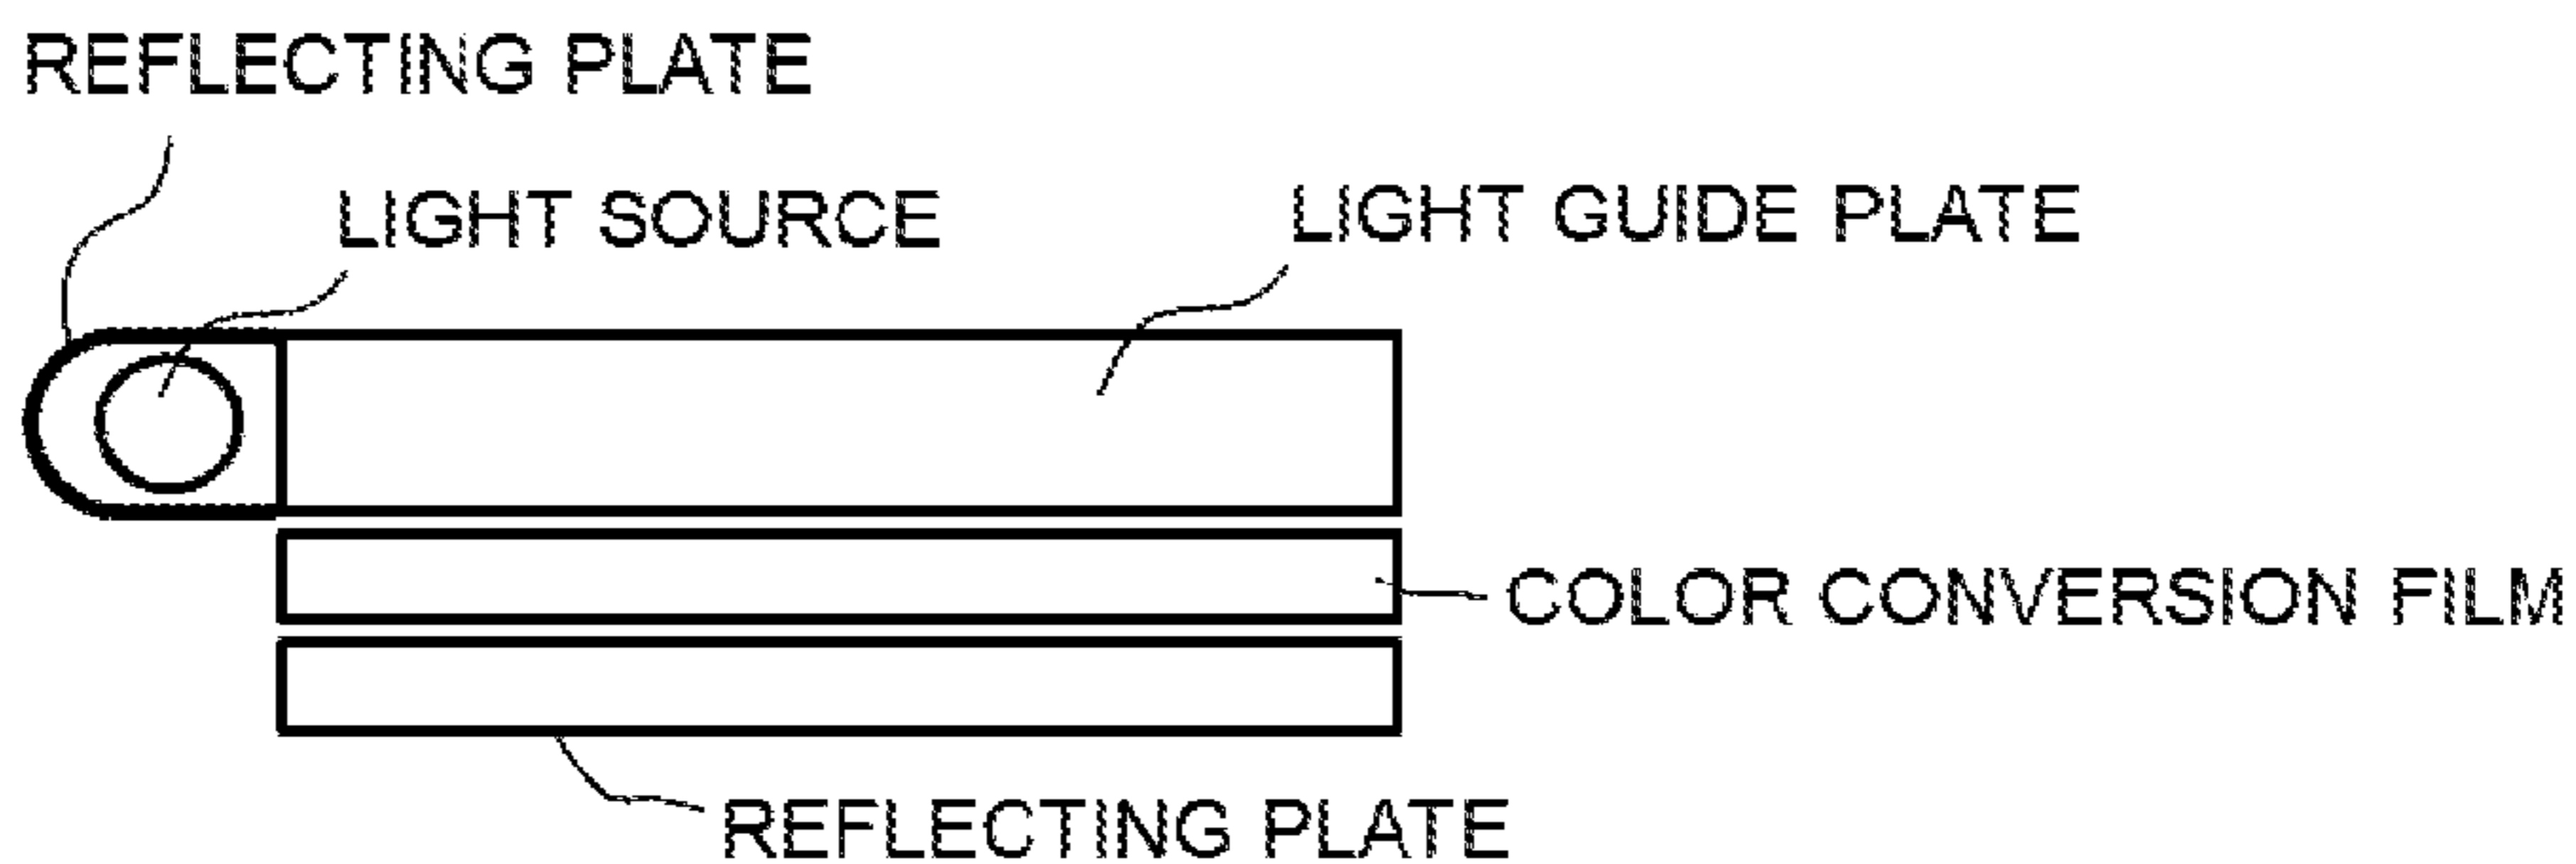 REFLECTING PLATE
LIGHT SOURCE
LIGHT GUIDE PLATE
COLOR CONVERSION FILM
REFLECTING PLATE